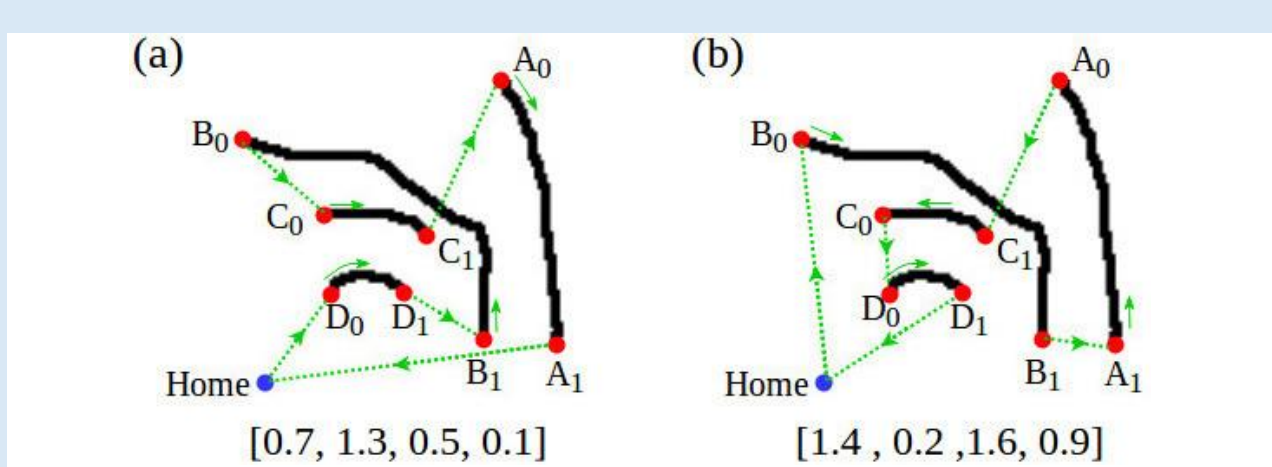 (a)
A₀
B₀
C₀
C₁
D₀ D₁
Home
B₁
A₁
[0.7, 1.3, 0.5, 0.1]
(b)
A₀
B₀
C₀
C₁
D₀
D₁
Home
B₁
A₁
[1.4 , 0.2 ,1.6, 0.9]